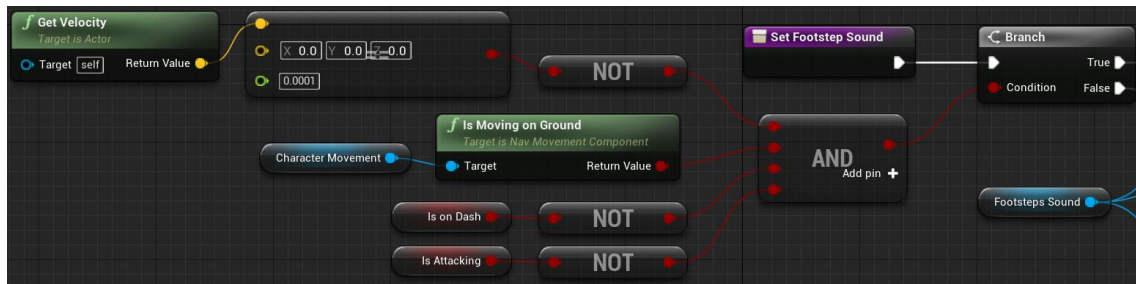 f Get Velocity
Target is Actor
Target self Return Value
X 0.0 Y 0.0 Z 0.0
==
0.0001
NOT
Set Footstep Sound
Branch
True
Condition False
f Is Moving on Ground
Target is Nav Movement Component
Character Movement
Target Return Value
AND
Add pin +
Is on Dash
NOT
Footsteps Sound
Is Attacking
NOT